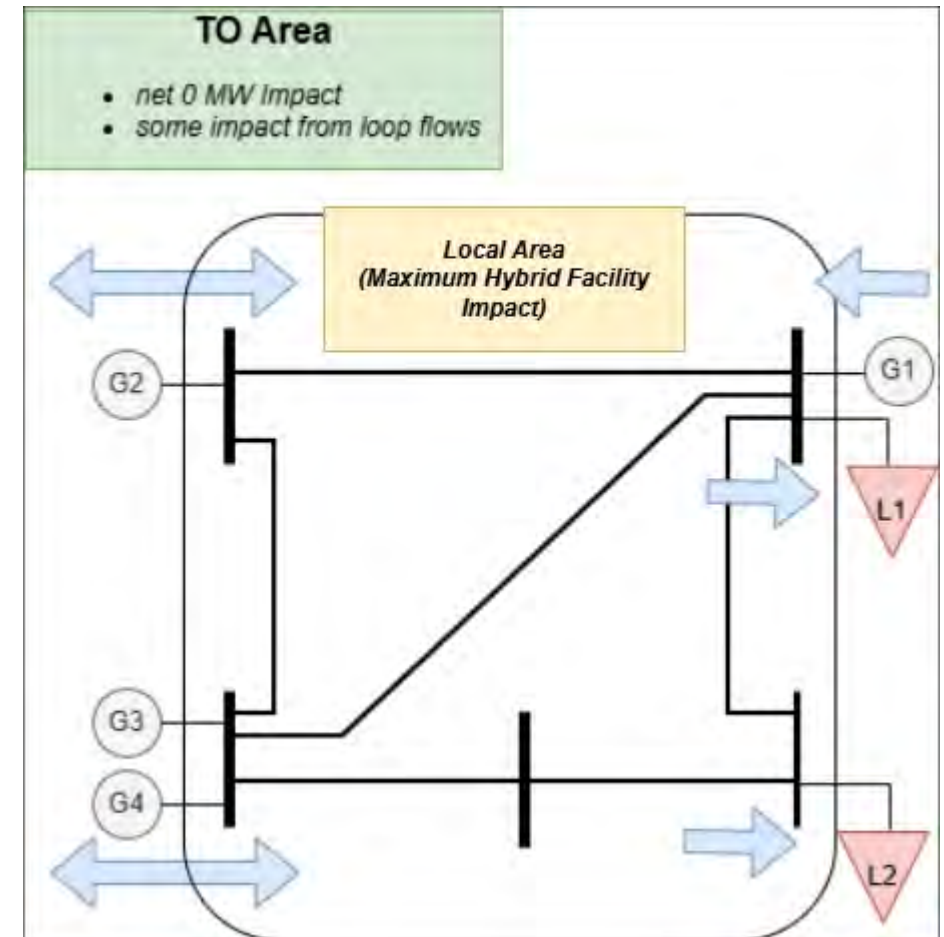 TO Area
• net 0 MW Impact
• some impact from loop flows
Local Area
(Maximum Hybrid Facility
Impact)
G2
G1
L1
G3
G4
L2